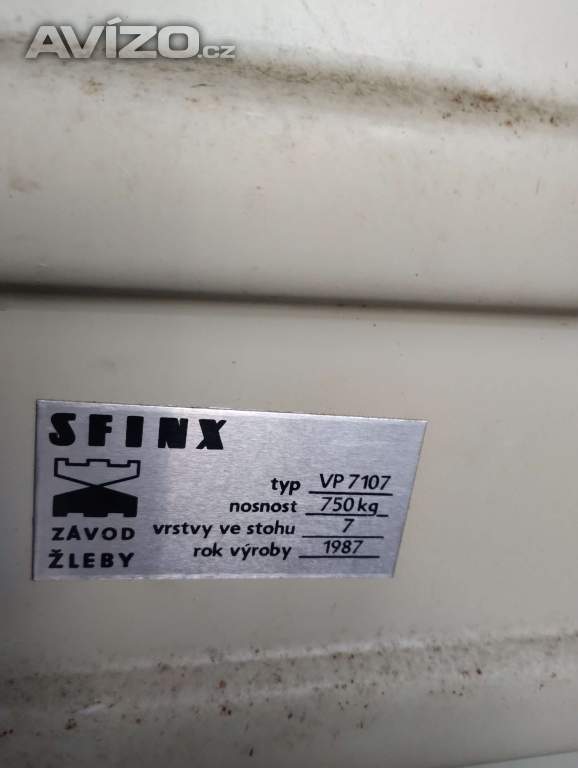 AVÍZO.cz
SFINX
ZÁVOD
ŽLEBY
typ VP 7107
nosnost 750 kg
vrstvy ve stohu 7
rok výroby 1987